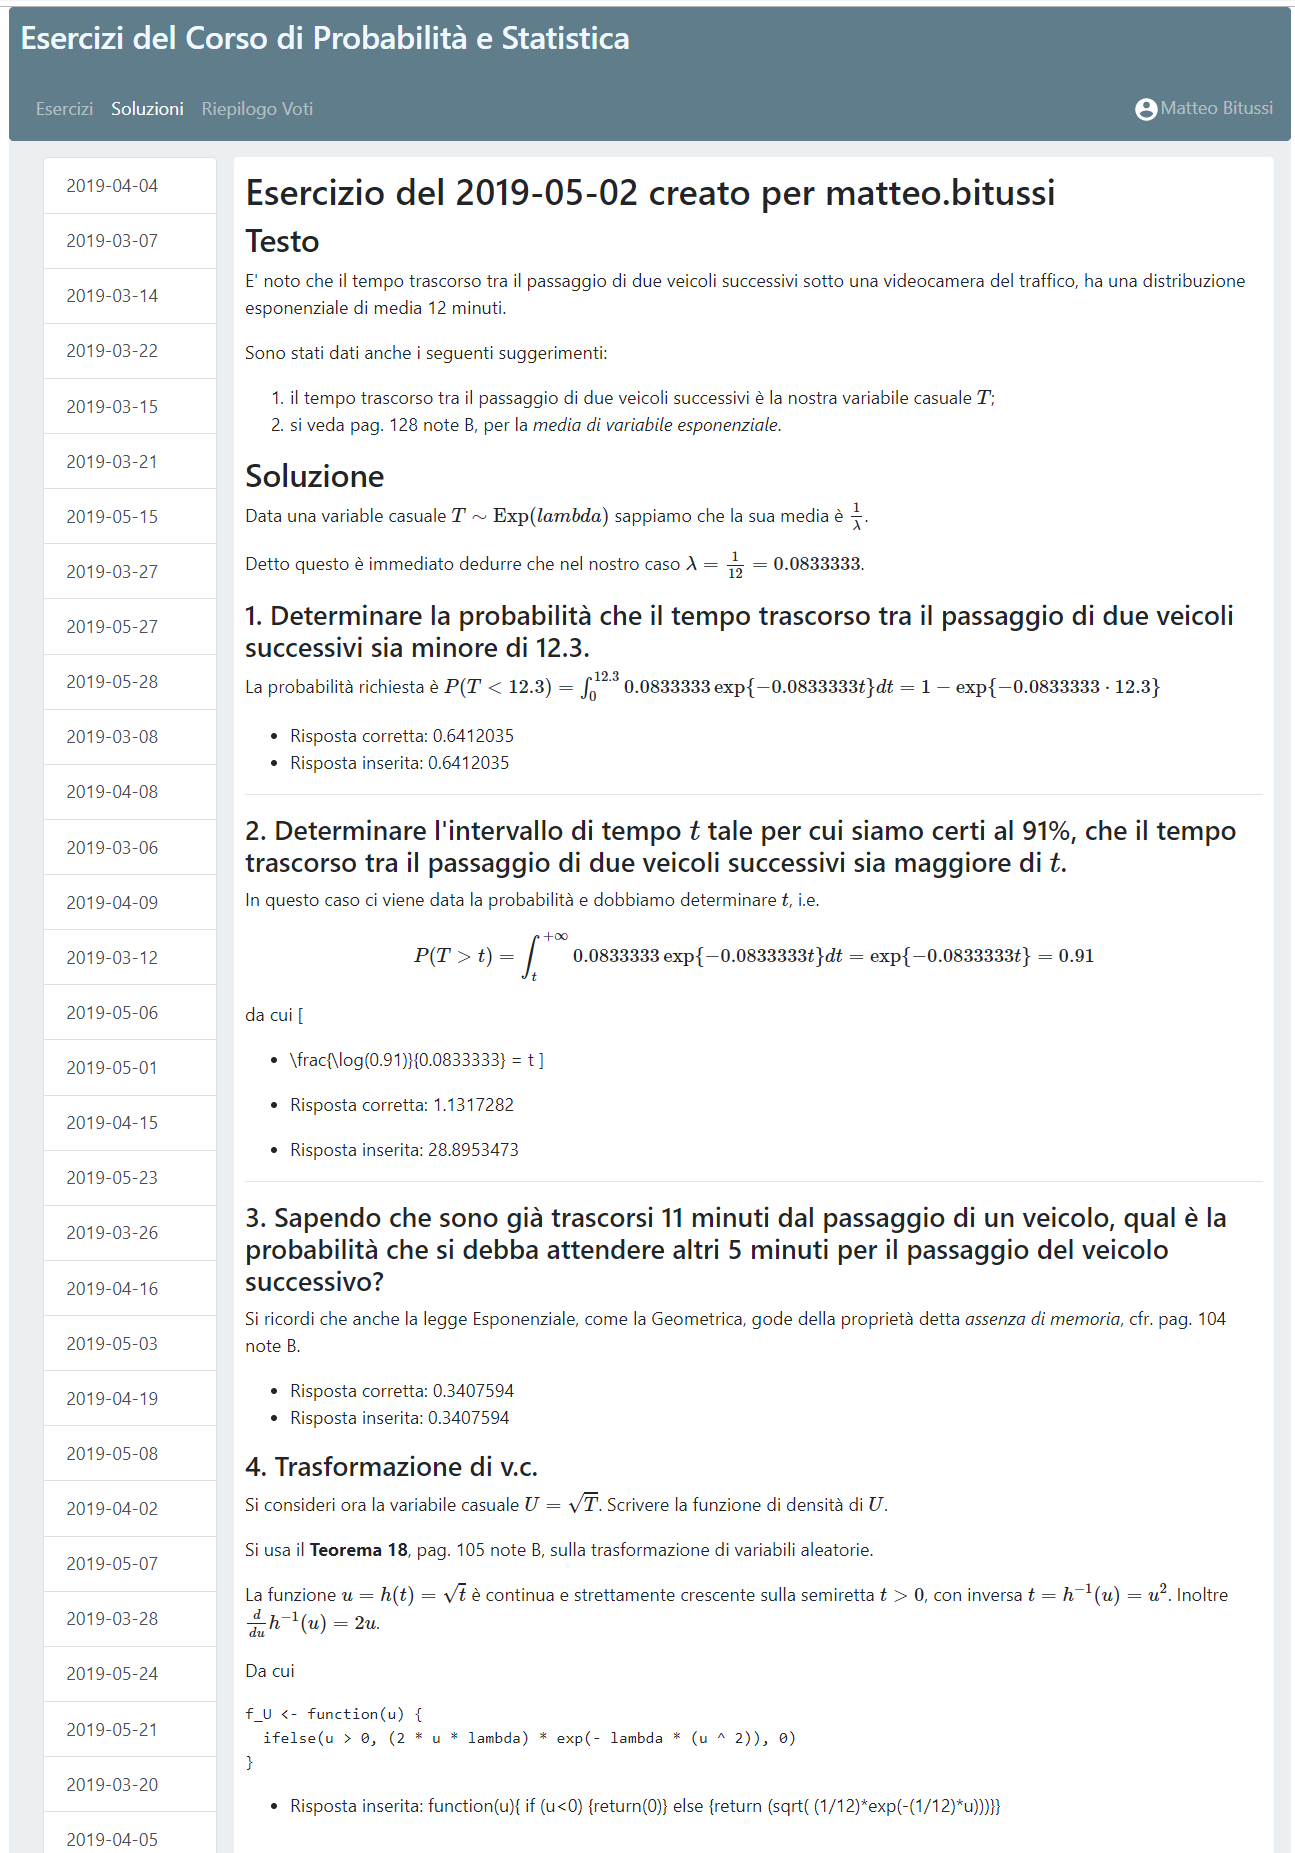 Esercizi del Corso di Probabilità e Statistica
Esercizi Soluzioni Riepilogo Voti Matteo Bitussi
2019-04-04
2019-03-07
2019-03-14
2019-03-22
2019-03-15
2019-03-21
2019-05-15
2019-03-27
2019-05-27
2019-05-28
2019-03-08
2019-04-08
2019-03-06
2019-04-09
2019-03-12
2019-05-06
2019-05-01
2019-04-15
2019-05-23
2019-03-26
2019-04-16
2019-05-03
2019-04-19
2019-05-08
2019-04-02
2019-05-07
2019-03-28
2019-05-24
2019-05-21
2019-03-20
2019-04-05
Esercizio del 2019-05-02 creato per matteo.bitussi
Testo
E' noto che il tempo trascorso tra il passaggio di due veicoli successivi sotto una videocamera del traffico, ha una distribuzione
esponenziale di media 12 minuti.
Sono stati dati anche i seguenti suggerimenti:
1. il tempo trascorso tra il passaggio di due veicoli successivi è la nostra variabile casuale T;
2. si veda pag. 128 note B, per la media di variabile esponenziale.
Soluzione
Data una variable casuale T ∼ Exp(lambda) sappiamo che la sua media è 1/λ.
Detto questo è immediato dedurre che nel nostro caso λ = 1/12 = 0.0833333.
1. Determinare la probabilità che il tempo trascorso tra il passaggio di due veicoli
successivi sia minore di 12.3.
La probabilità richiesta è P(T < 12.3) = ∫₀^12.3 0.0833333 exp{−0.0833333t}dt = 1 − exp{−0.0833333 · 12.3}
• Risposta corretta: 0.6412035
• Risposta inserita: 0.6412035
2. Determinare l'intervallo di tempo t tale per cui siamo certi al 91%, che il tempo
trascorso tra il passaggio di due veicoli successivi sia maggiore di t.
In questo caso ci viene data la probabilità e dobbiamo determinare t, i.e.
P(T > t) = ∫_t^+∞ 0.0833333 exp{−0.0833333t}dt = exp{−0.0833333t} = 0.91
da cui [
• \frac{\log(0.91)}{0.0833333} = t ]
• Risposta corretta: 1.1317282
• Risposta inserita: 28.8953473
3. Sapendo che sono già trascorsi 11 minuti dal passaggio di un veicolo, qual è la
probabilità che si debba attendere altri 5 minuti per il passaggio del veicolo
successivo?
Si ricordi che anche la legge Esponenziale, come la Geometrica, gode della proprietà detta assenza di memoria, cfr. pag. 104
note B.
• Risposta corretta: 0.3407594
• Risposta inserita: 0.3407594
4. Trasformazione di v.c.
Si consideri ora la variabile casuale U = √T. Scrivere la funzione di densità di U.
Si usa il Teorema 18, pag. 105 note B, sulla trasformazione di variabili aleatorie.
La funzione u = h(t) = √t è continua e strettamente crescente sulla semiretta t > 0, con inversa t = h⁻¹(u) = u². Inoltre
d/du h⁻¹(u) = 2u.
Da cui
f_U <- function(u) {
  ifelse(u > 0, (2 * u * lambda) * exp(- lambda * (u ^ 2)), 0)
}
• Risposta inserita: function(u){ if (u<0) {return(0)} else {return (sqrt( (1/12)*exp(-(1/12)*u)))}}